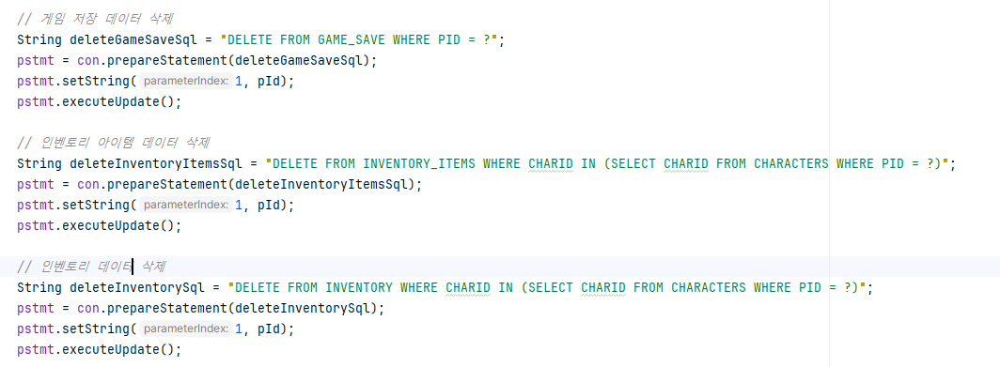 // 게임 저장 데이터 삭제
String deleteGameSaveSql = "DELETE FROM GAME_SAVE WHERE PID = ?";
pstmt = con.prepareStatement(deleteGameSaveSql);
pstmt.setString( parameterIndex: 1, pId);
pstmt.executeUpdate();
// 인벤토리 아이템 데이터 삭제
String deleteInventoryItemsSql = "DELETE FROM INVENTORY_ITEMS WHERE CHARID IN (SELECT CHARID FROM CHARACTERS WHERE PID = ?)";
pstmt = con.prepareStatement(deleteInventoryItemsSql);
pstmt.setString( parameterIndex: 1, pId);
pstmt.executeUpdate();
// 인벤토리 데이터 삭제
String deleteInventorySql = "DELETE FROM INVENTORY WHERE CHARID IN (SELECT CHARID FROM CHARACTERS WHERE PID = ?)";
pstmt = con.prepareStatement(deleteInventorySql);
pstmt.setString( parameterIndex: 1, pId);
pstmt.executeUpdate();